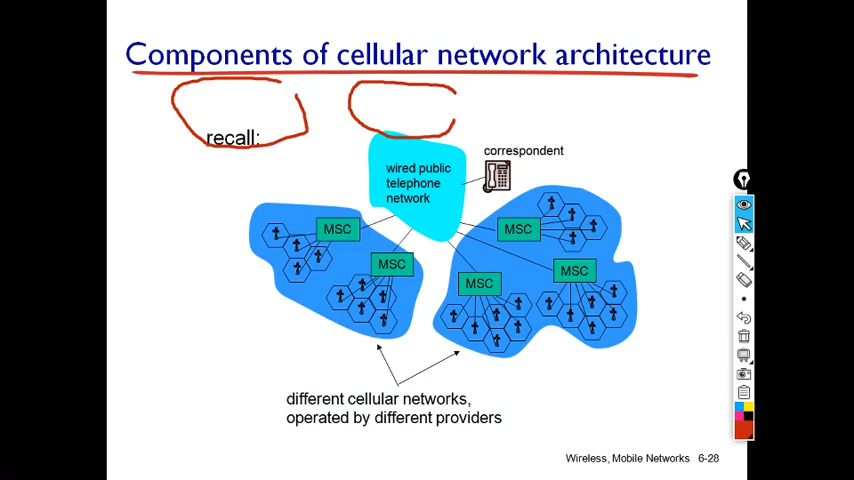 Components of cellular network architecture
recall:
correspondent
wired public
telephone
network
MSC
MSC
MSC
MSC
MSC
different cellular networks,
operated by different providers
Wireless, Mobile Networks 6-28